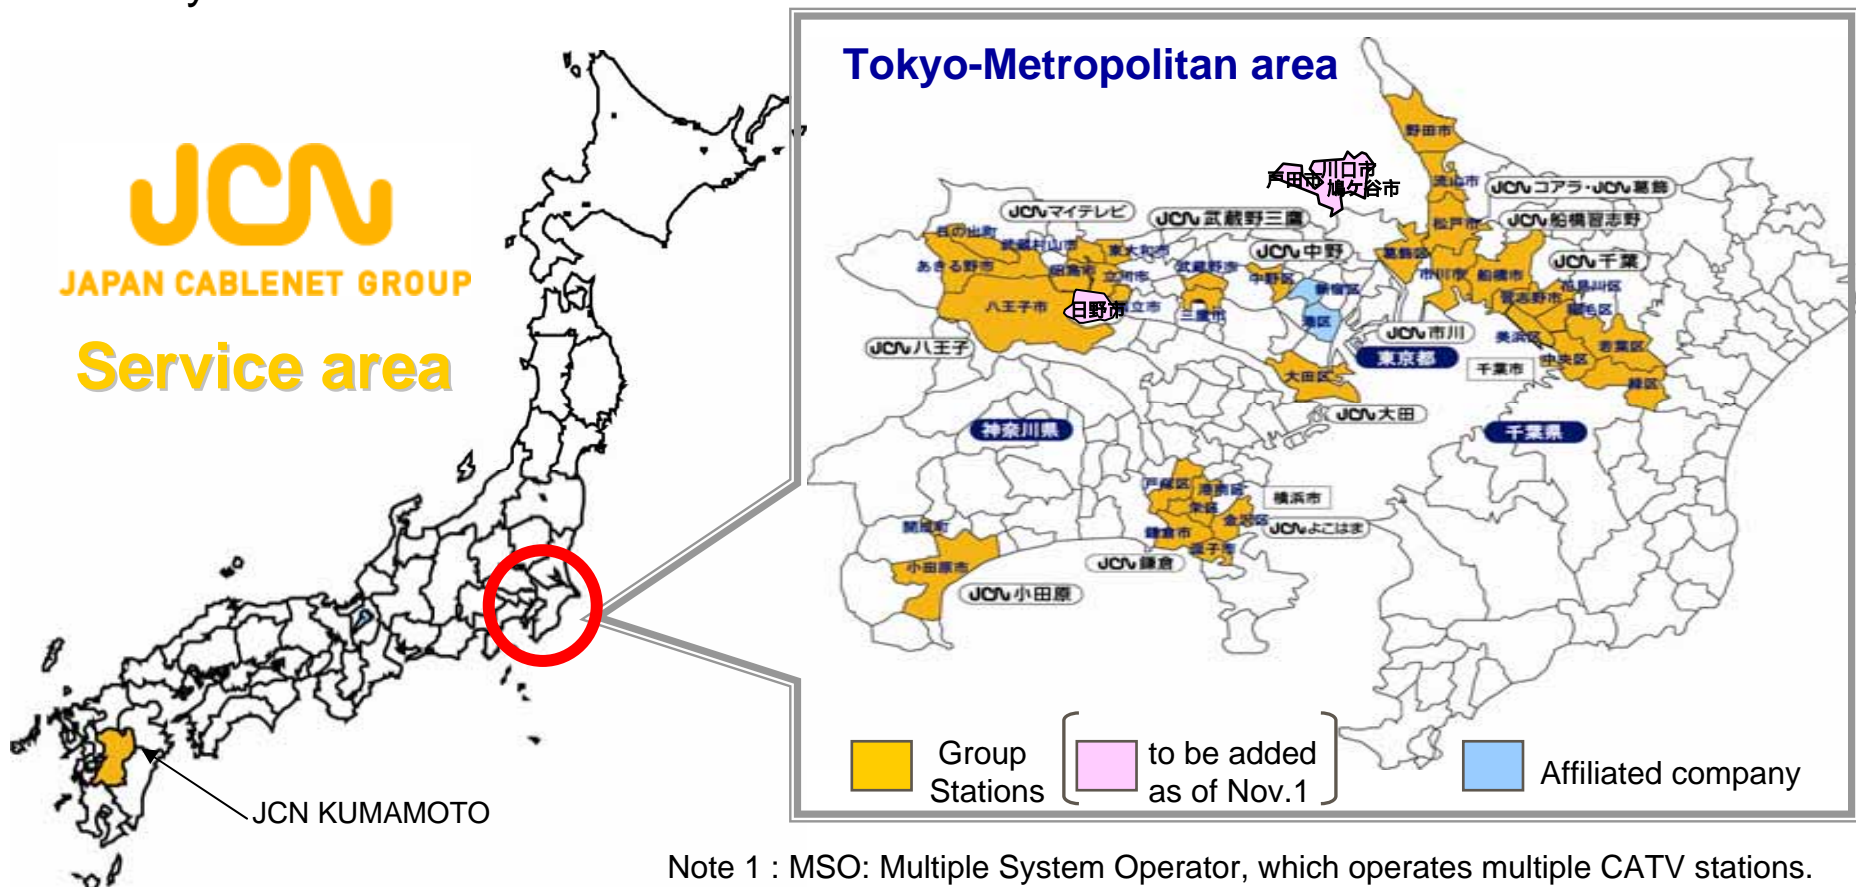 Tokyo-Metropolitan area
JCN
JAPAN CABLENET GROUP
Service area
野田市
川口市
戸田市
鳩ケ谷市
流山市
JCNコアラ・JCN葛飾
JCNマイテレビ
JCN武蔵野三鷹
松戸市
JCN船橋習志野
日の出町
武蔵村山市
東大和市
JCN中野
葛飾区
JCN千葉
あきる野市
昭島市
立川市
武蔵野市
中野区
新宿区
市川市
船橋市
花見川区
八王子市
日野市
国立市
三鷹市
港区
習志野市
稲毛区
JCN市川
美浜区
若葉区
JCN八王子
東京都
千葉市
中央区
大田区
緑区
JCN大田
神奈川県
千葉県
戸塚区
港南区
横浜市
栄区
開成町
鎌倉市
金沢区
JCNよこはま
逗子市
小田原市
JCN鎌倉
JCN小田原
Group
Stations
to be added
as of Nov.1
Affiliated company
JCN KUMAMOTO
Note 1 : MSO: Multiple System Operator, which operates multiple CATV stations.